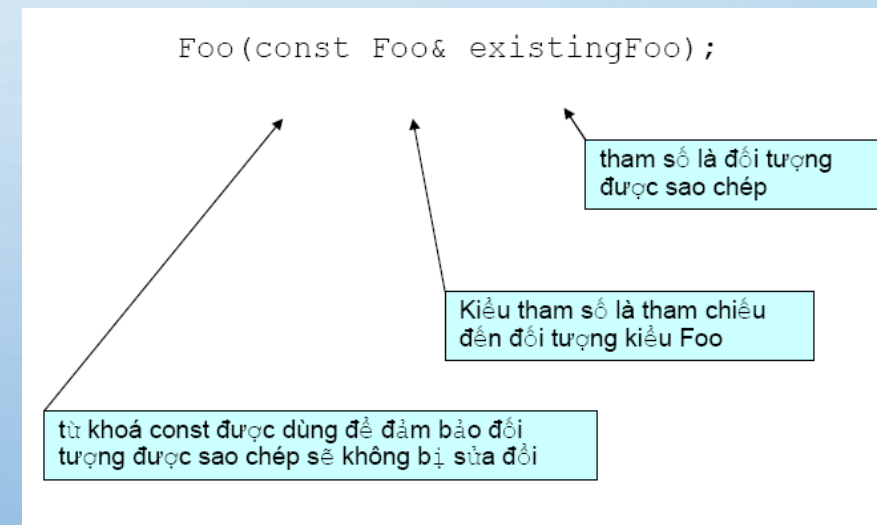 Foo(const Foo& existingFoo);
tham số là đối tượng
được sao chép
Kiểu tham số là tham chiếu
đến đối tượng kiểu Foo
từ khoá const được dùng để đảm bảo đối
tượng được sao chép sẽ không bị sửa đổi